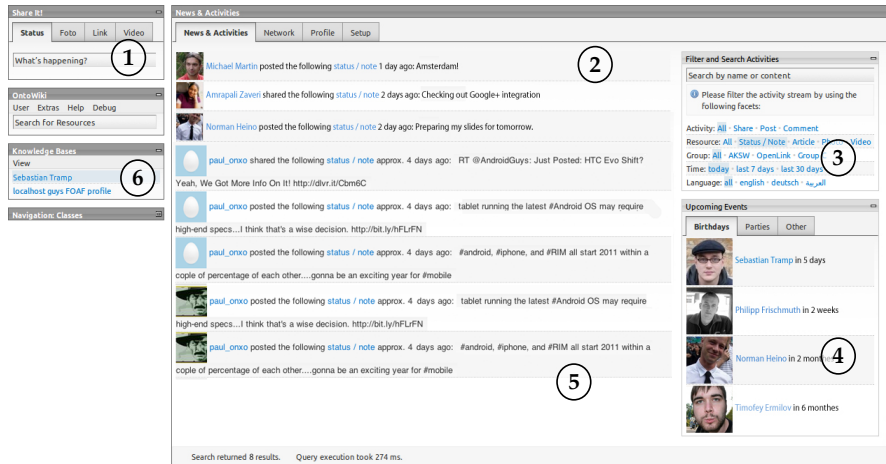 Share It!
Status Foto Link Video
What's happening?
1
OntoWiki
User Extras Help Debug
Search for Resources
Knowledge Bases
View
Sebastian Tramp
localhost guys FOAF profile
6
Navigation: Classes
News & Activities
News & Activities Network Profile Setup
2
Michael Martin posted the following status / note 1 day ago: Amsterdam!
Amrapali Zaveri shared the following status / note 2 days ago: Checking out Google+ integration
Norman Heino posted the following status / note 2 day ago: Preparing my slides for tomorrow.
paul_onxo shared the following status / note approx. 4 days ago: RT @AndroidGuys: Just Posted: HTC Evo Shift?
Yeah, We Got More Info On It! http://dlvr.it/Cbm6C
paul_onxo posted the following status / note approx. 4 days ago: tablet running the latest #Android OS may require
high-end specs...I think that's a wise decision. http://bit.ly/hFLrFN
paul_onxo posted the following status / note approx. 4 days ago: #android, #iphone, and #RIM all start 2011 within a
cople of percentage of each other....gonna be an exciting year for #mobile
paul_onxo posted the following status / note approx. 4 days ago: tablet running the latest #Android OS may require
high-end specs...I think that's a wise decision. http://bit.ly/hFLrFN
paul_onxo posted the following status / note approx. 4 days ago: #android, #iphone, and #RIM all start 2011 within a
cople of percentage of each other....gonna be an exciting year for #mobile
5
Search returned 8 results. Query execution took 274 ms.
Filter and Search Activities
Search by name or content
Please filter the activity stream by using the
following facets:
Activity: All · Share · Post · Comment
Resource: All · Status / Note · Article · Video
Group: All · AKSW · OpenLink · Group
Time: today · last 7 days · last 30 days
Language: all · english · deutsch · العربية
3
Upcoming Events
Birthdays Parties Other
Sebastian Tramp in 5 days
Philipp Frischmuth in 2 weeks
Norman Heino in 2 monthes
4
Timofey Ermilov in 6 monthes